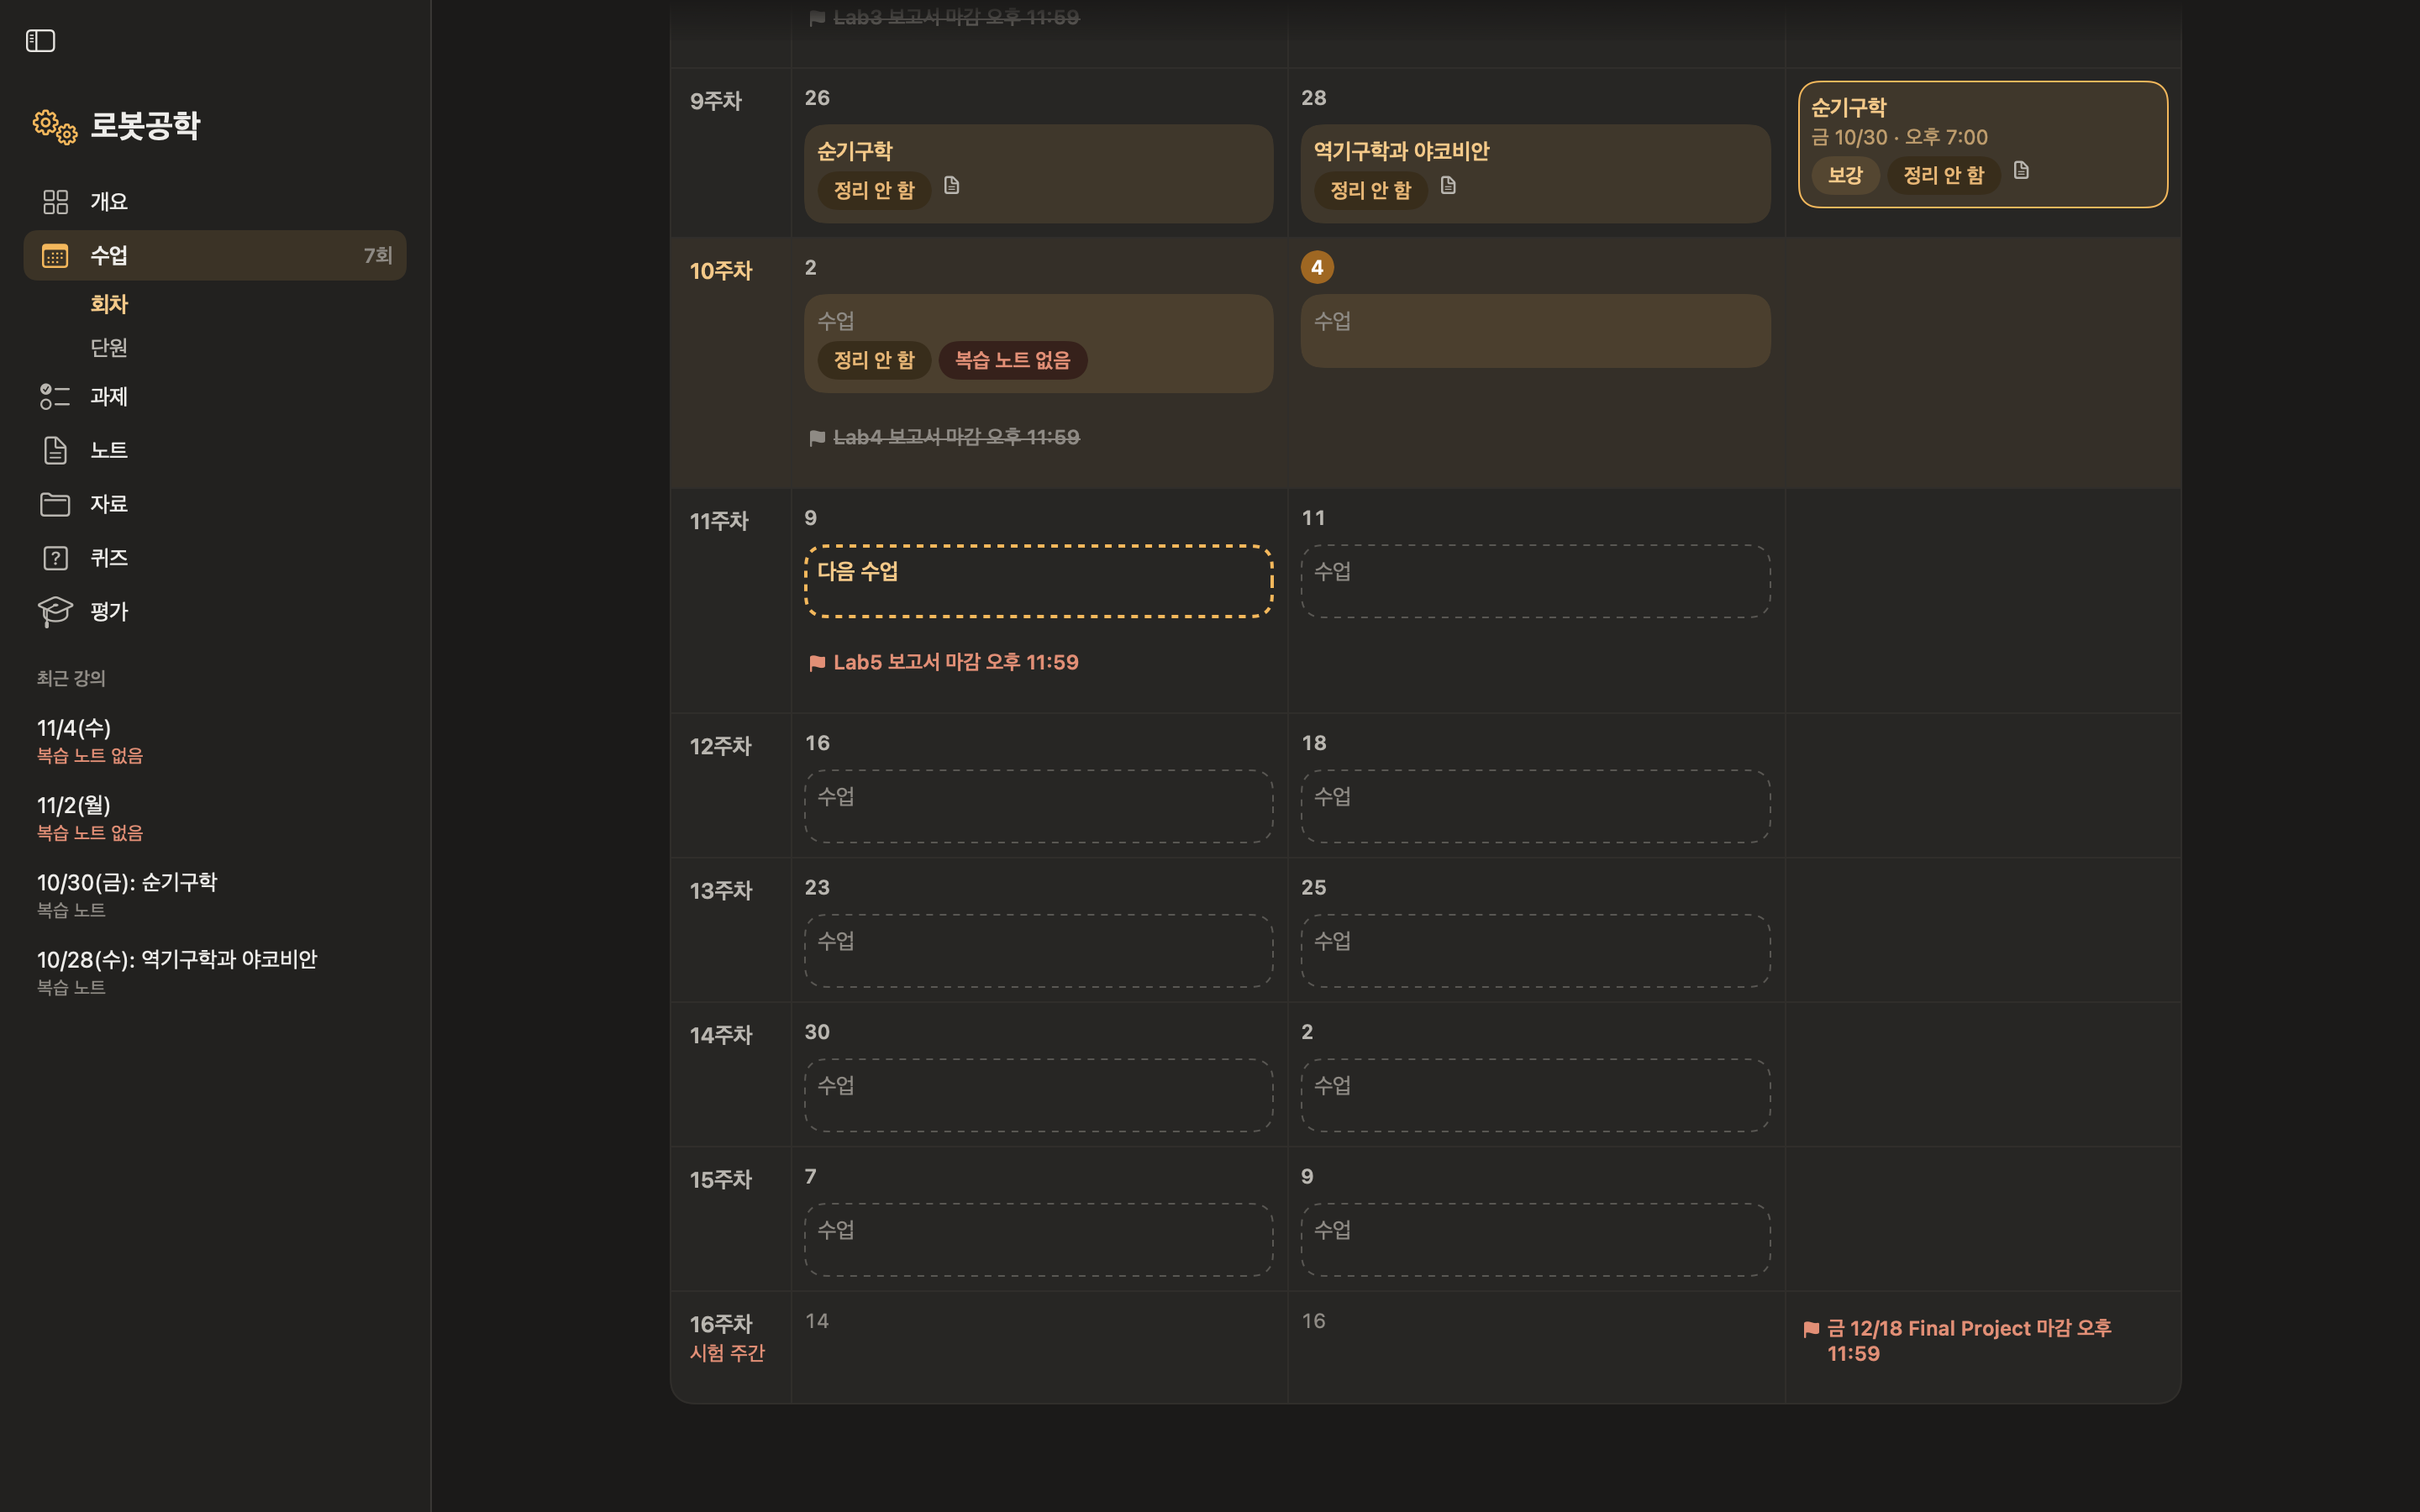 로봇공학
개요
수업 7회
회차
단원
과제
노트
자료
퀴즈
평가
최근 강의
11/4(수)
복습 노트 없음
11/2(월)
복습 노트 없음
10/30(금): 순기구학
복습 노트
10/28(수): 역기구학과 야코비안
복습 노트
Lab3 보고서 마감 오후 11:59
9주차
26
순기구학
정리 안 함
28
역기구학과 야코비안
정리 안 함
순기구학
금 10/30 · 오후 7:00
보강 정리 안 함
10주차
2
수업
정리 안 함 복습 노트 없음
Lab4 보고서 마감 오후 11:59
4
수업
11주차
9
다음 수업
Lab5 보고서 마감 오후 11:59
11
수업
12주차
16
수업
18
수업
13주차
23
수업
25
수업
14주차
30
수업
2
수업
15주차
7
수업
9
수업
16주차
시험 주간
14
16
금 12/18 Final Project 마감 오후
11:59